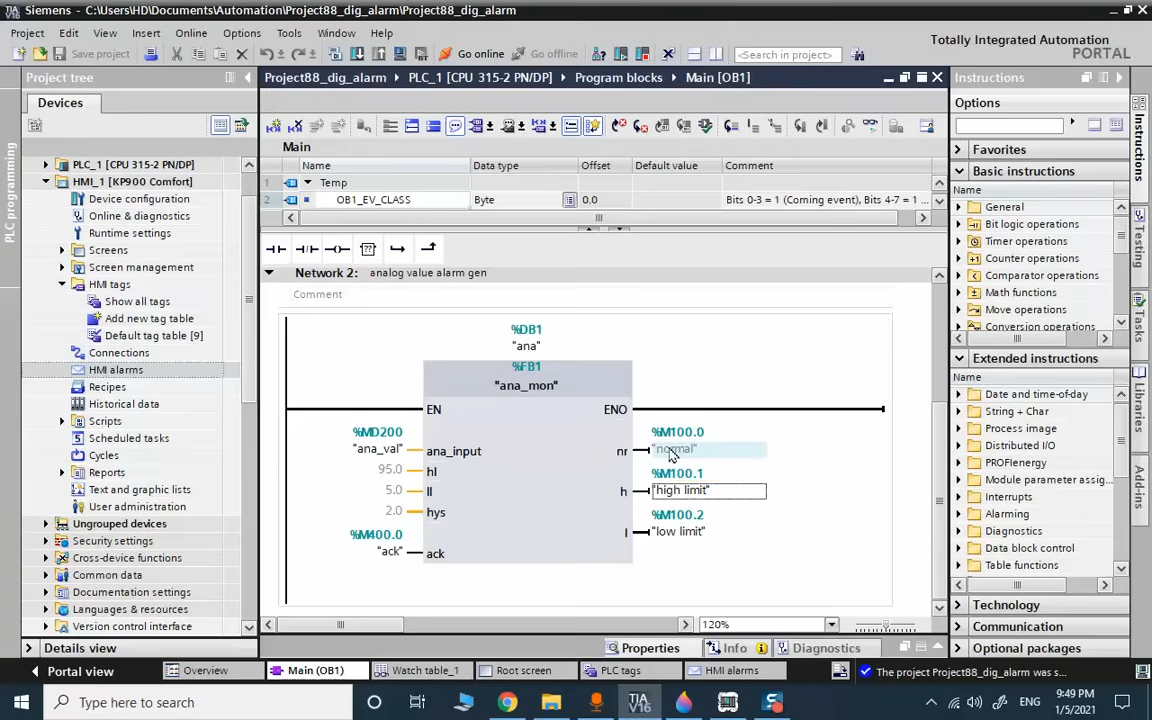 Siemens - C:\Users\HD\Documents\Automation\Project88_dig_alarm\Project88_dig_alarm
Project Edit View Insert Online Options Tools Window Help
Totally Integrated Automation
PORTAL
Save project
Go online
Go offline
<Search in project>
Project tree
Project88_dig_alarm
PLC_1 [CPU 315-2 PN/DP]
Program blocks
Main [OB1]
Instructions
Devices
Options
PLC programming
Main
Name
Data type
Offset
Default value
Comment
1
Temp
2
OB1_EV_CLASS
Byte
0.0
Bits 0-3 = 1 (Coming event), Bits 4-7 = 1 ...
PLC_1 [CPU 315-2 PN/DP]
HMI_1 [KP900 Comfort]
Device configuration
Online & diagnostics
Runtime settings
Screens
Screen management
HMI tags
Show all tags
Add new tag table
Default tag table [9]
Connections
HMI alarms
Recipes
Historical data
Scripts
Scheduled tasks
Cycles
Reports
Text and graphic lists
User administration
Ungrouped devices
Security settings
Cross-device functions
Common data
Documentation settings
Languages & resources
Version control interface
Details view
??
Network 2: analog value alarm gen
Comment
%DB1
"ana"
%FB1
"ana_mon"
EN
ENO
%MD200
"ana_val"
ana_input
95.0
hl
5.0
ll
2.0
hys
%M400.0
"ack"
ack
%M100.0
nr
"normal"
%M100.1
h
"high limit"
%M100.2
l
"low limit"
120%
Properties
Info
Diagnostics
Favorites
Basic instructions
Name
General
Bit logic operations
Timer operations
Counter operations
Comparator operations
Math functions
Move operations
Conversion operations
Extended instructions
Name
Date and time-of-day
String + Char
Process image
Distributed I/O
PROFIenergy
Module parameter assig...
Interrupts
Alarming
Diagnostics
Data block control
Table functions
Technology
Communication
Optional packages
Instructions
Testing
Tasks
Libraries
Add-ins
Portal view
Overview
Main (OB1)
Watch table_1
Root screen
PLC tags
HMI alarms
The project Project88_dig_alarm was s...
Type here to search
TIA
V16
ENG
9:49 PM
1/5/2021